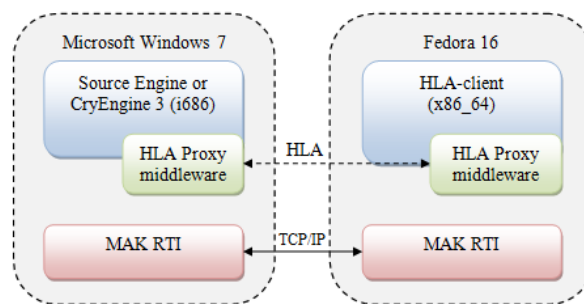 Microsoft Windows 7
Source Engine or
CryEngine 3 (i686)
HLA Proxy
middleware
MAK RTI
HLA
TCP/IP
Fedora 16
HLA-client
(x86_64)
HLA Proxy
middleware
MAK RTI